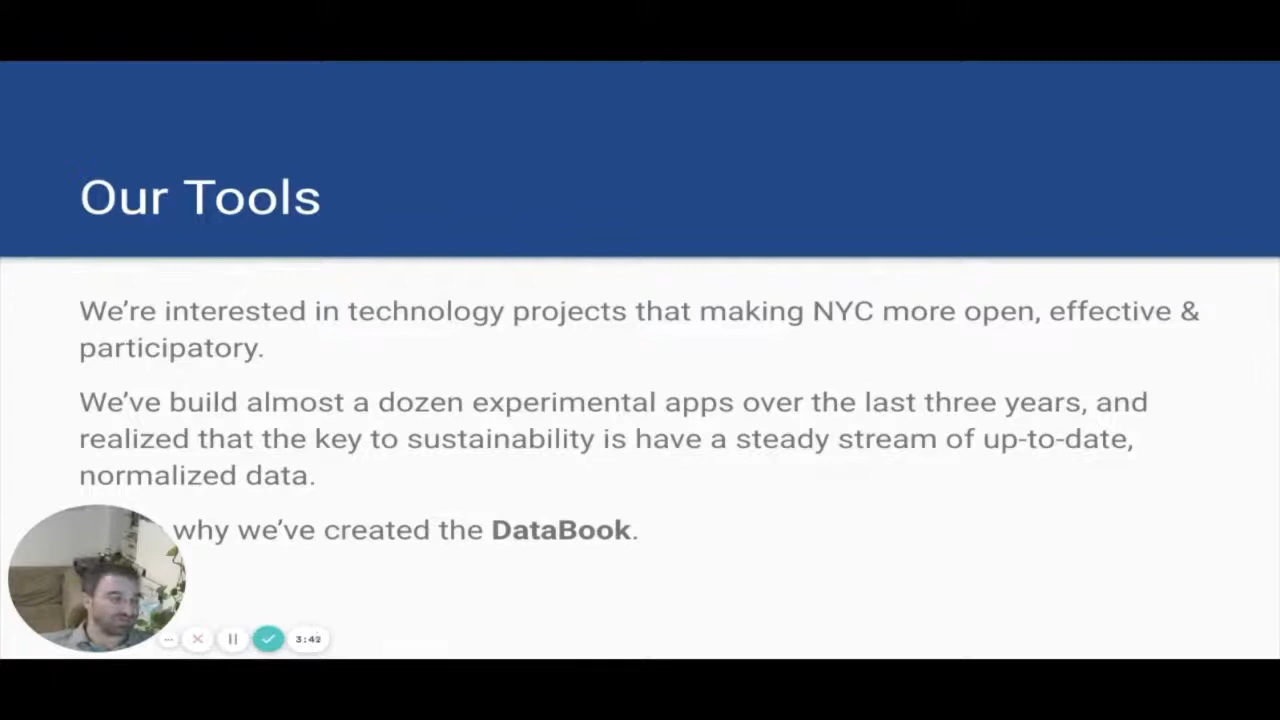 Our Tools
We're interested in technology projects that making NYC more open, effective &
participatory.
We've build almost a dozen experimental apps over the last three years, and
realized that the key to sustainability is have a steady stream of up-to-date,
normalized data.
why we've created the DataBook.
3:42